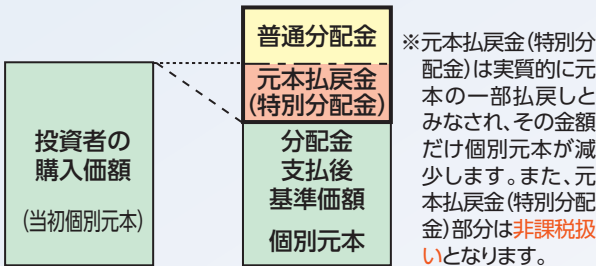 普通分配金
元本払戻金
(特別分配金)
投資者の
購入価額
(当初個別元本)
分配金
支払後
基準価額
個別元本
※元本払戻金(特別分
配金)は実質的に元
本の一部払戻しと
みなされ、その金額
だけ個別元本が減
少します。また、元
本払戻金(特別分配
金)部分は非課税扱
いとなります。